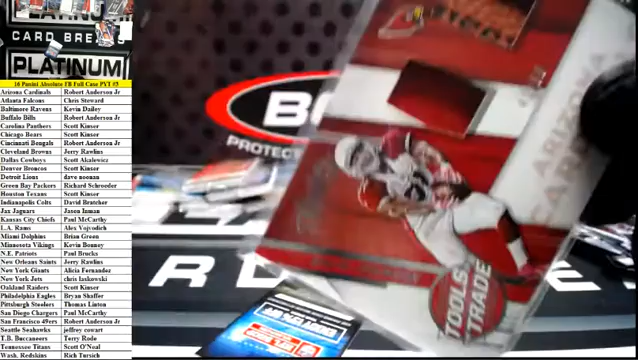 PLATINUM
CARD BREAKS
PLATINUM
16 Panini Absolute FB Full Case PYT #3
Arizona Cardinals Robert Anderson Jr
Atlanta Falcons Chris Steward
Baltimore Ravens Kevin Dailey
Buffalo Bills Robert Anderson Jr
Carolina Panthers Scott Kinser
Chicago Bears Scott Kinser
Cincinnati Bengals Robert Anderson Jr
Cleveland Browns Jerry Rawlins
Dallas Cowboys Scott Akalewicz
Denver Broncos Scott Kinser
Detroit Lions dave noonan
Green Bay Packers Richard Schroeder
Houston Texans Scott Kinser
Indianapolis Colts David Bratcher
Jax Jaguars Jason Inman
Kansas City Chiefs Paul McCarthy
L.A. Rams Alex Vojvodich
Miami Dolphins Brian Green
Minnesota Vikings Kevin Bonney
N.E. Patriots Paul Brucks
New Orleans Saints Jerry Rawlins
New York Giants Alicia Fernandez
New York Jets chris laskowski
Oakland Raiders Scott Kinser
Philadelphia Eagles Bryan Shaffer
Pittsburgh Steelers Thomas Linton
San Diego Chargers Paul McCarthy
San Francisco 49ers Robert Anderson Jr
Seattle Seahawks jeffrey cowart
T.B. Buccaneers Terry Rode
Tennessee Titans Scott O'Neal
Wash. Redskins Rich Tursich
PROTECT
TOOLS
OF THE
TRADE